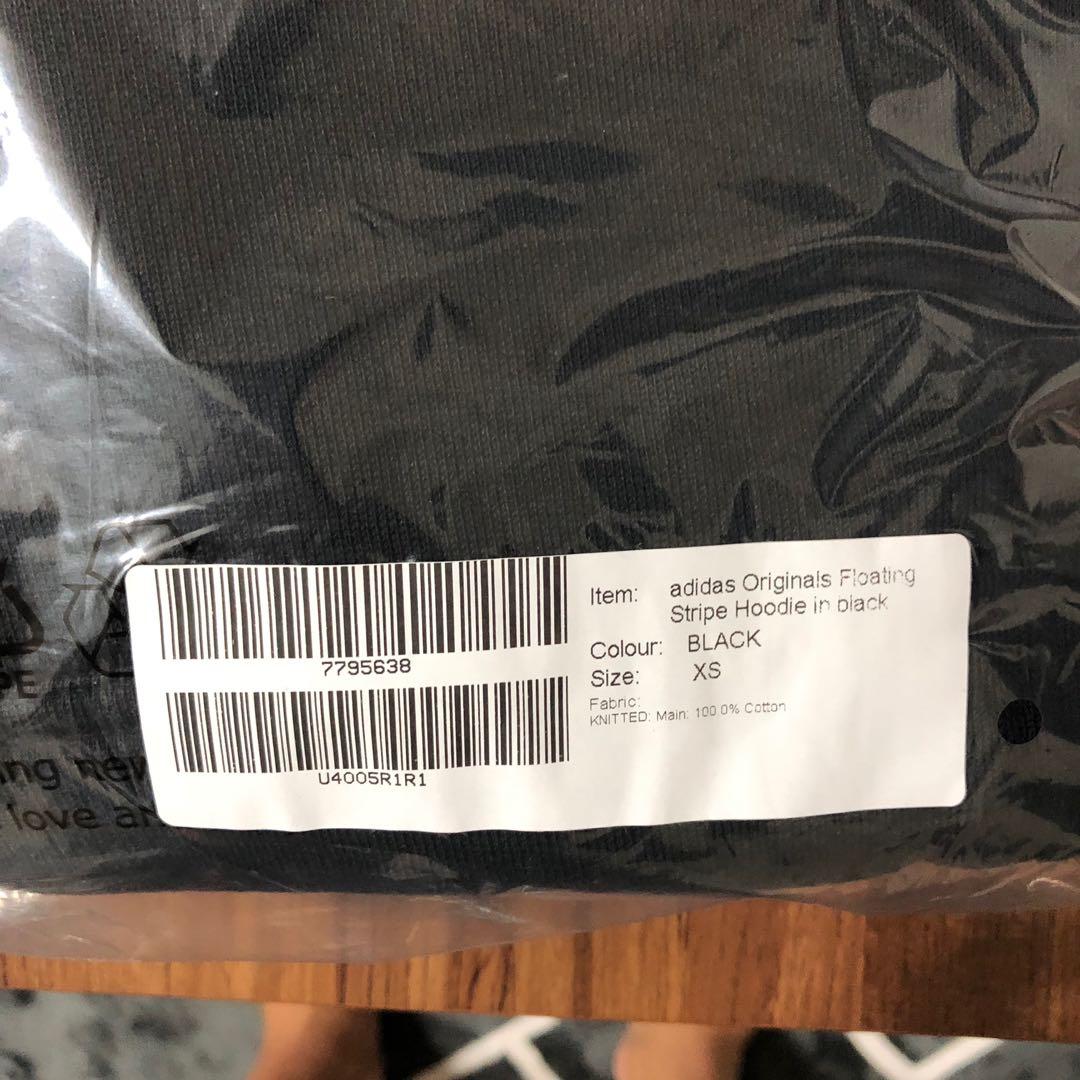 7795638
U4005R1R1
Item: adidas Originals Floating
Stripe Hoodie in black
Colour: BLACK
Size: XS
Fabric:
KNITTED: Main: 100.0% Cotton
love